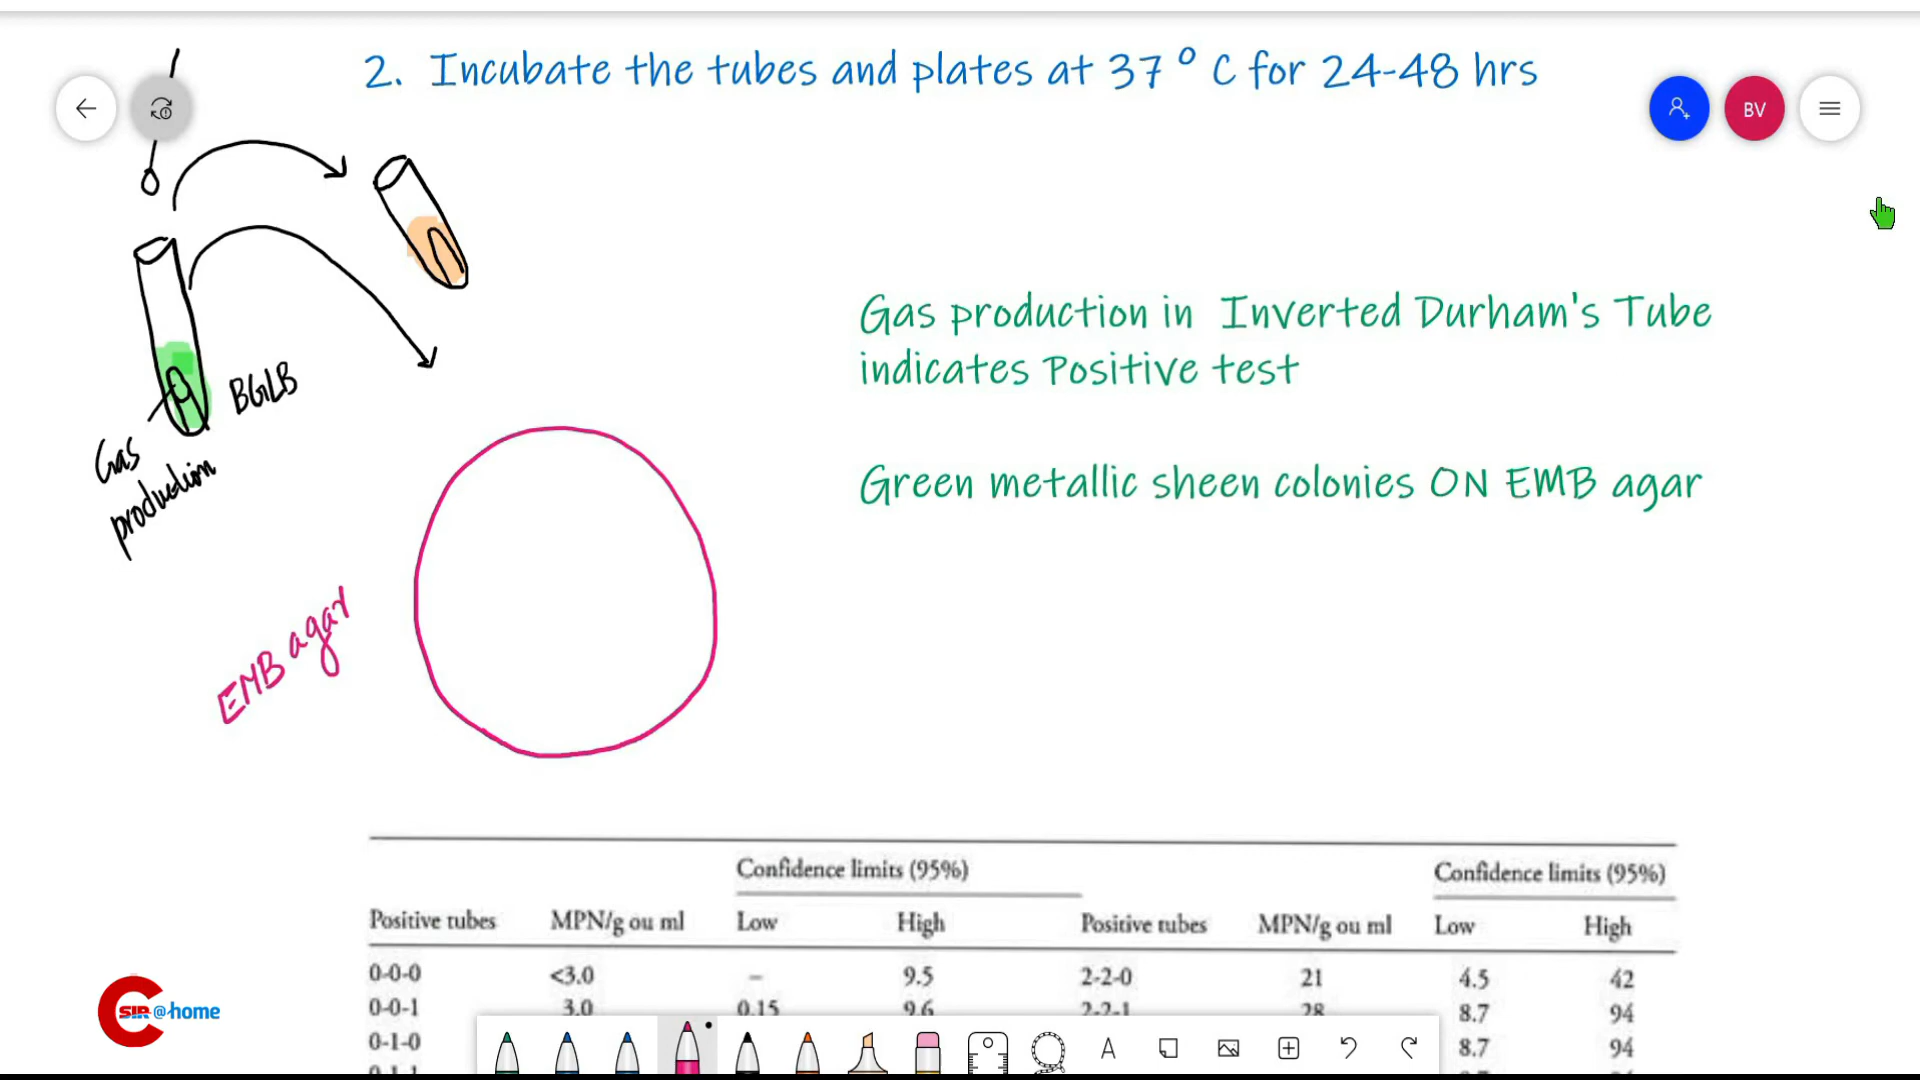 2. Incubate the tubes and plates at 37 ° C for 24-48 hrs
BV
Gas production in Inverted Durham's Tube
indicates Positive test
BGLB
Gas
production
Green metallic sheen colonies ON EMB agar
EMB agar
Confidence limits (95%) Confidence limits (95%)
Positive tubes MPN/g ou ml Low High Positive tubes MPN/g ou ml Low High
0-0-0 <3.0 – 9.5 2-2-0 21 4.5 42
0-0-1 3.0 0.15 9.6 2-2-1 28 8.7 94
0-1-0 8.7 94
SIR@home
A